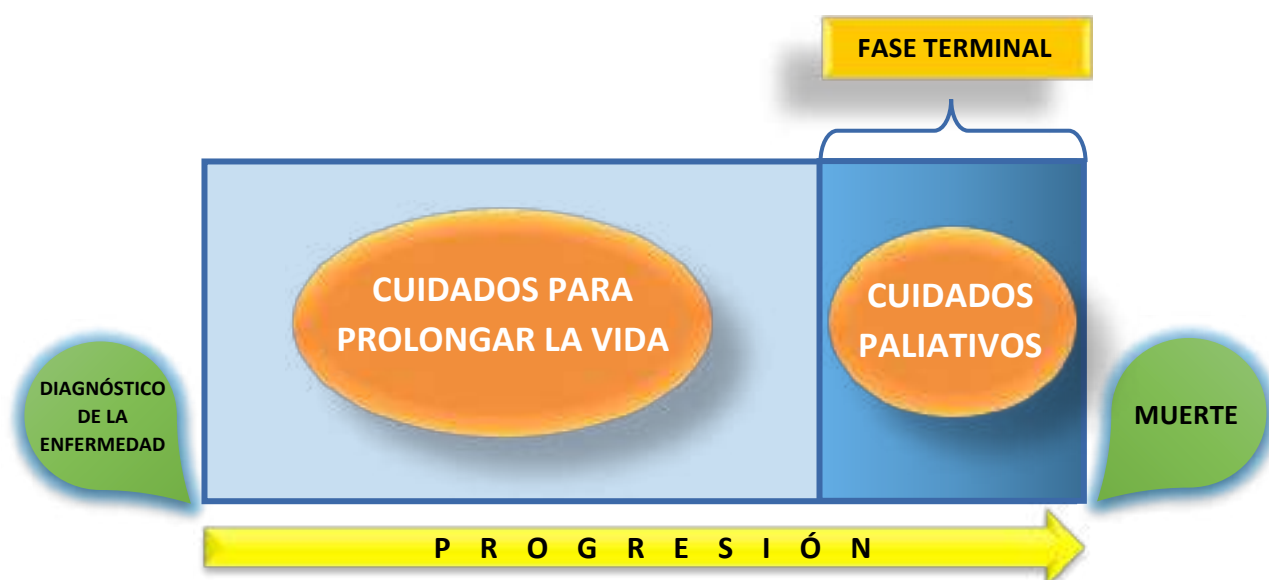 FASE TERMINAL
CUIDADOS PARA
PROLONGAR LA VIDA
CUIDADOS
PALIATIVOS
DIAGNÓSTICO
DE LA
ENFERMEDAD
MUERTE
P R O G R E S I Ó N